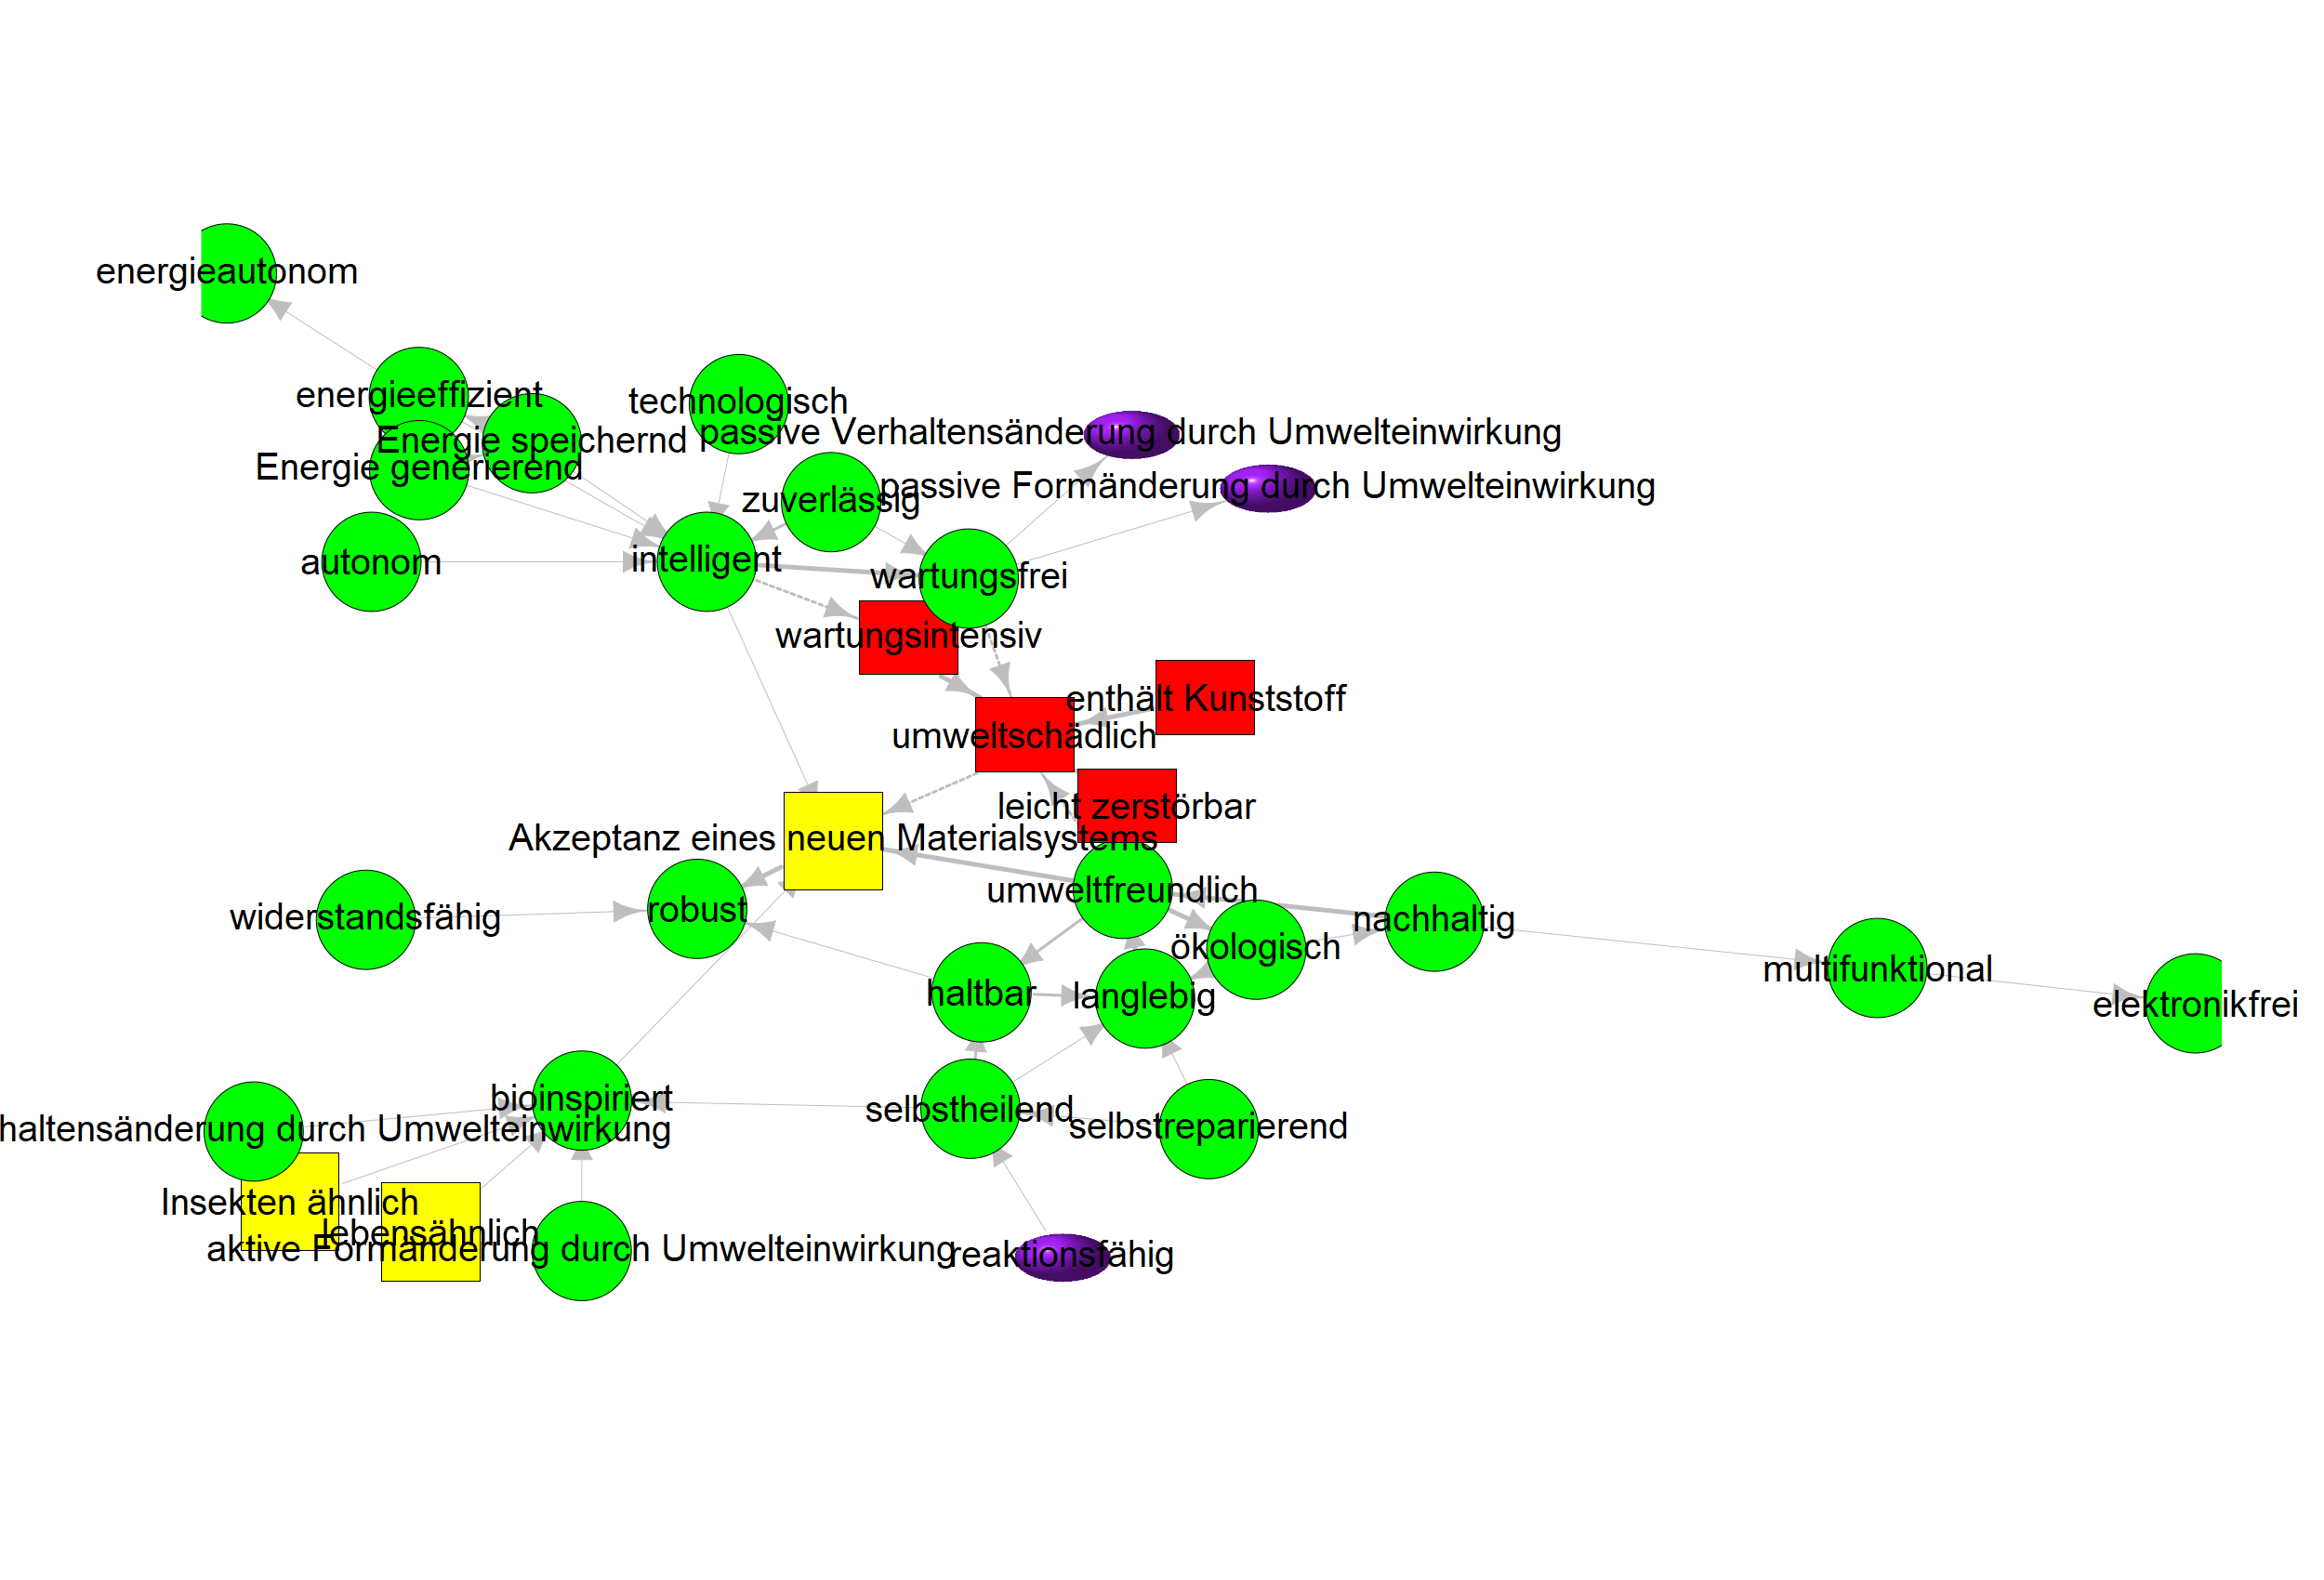 energieautonom
energieeffizient
technologisch
passive Verhaltensänderung durch Umwelteinwirkung
Energie speichernd
Energie generierend
passive Formänderung durch Umwelteinwirkung
zuverlässig
autonom
intelligent
wartungsfrei
wartungsintensiv
enthält Kunststoff
umweltschädlich
leicht zerstörbar
Akzeptanz eines neuen Materialsystems
umweltfreundlich
widerstandsfähig
robust
nachhaltig
ökologisch
multifunktional
haltbar
langlebig
elektronikfrei
bioinspiriert
selbstheilend
selbstreparierend
haltensänderung durch Umwelteinwirkung
Insekten ähnlich
lebensähnlich
aktive Formänderung durch Umwelteinwirkung
reaktionsfähig